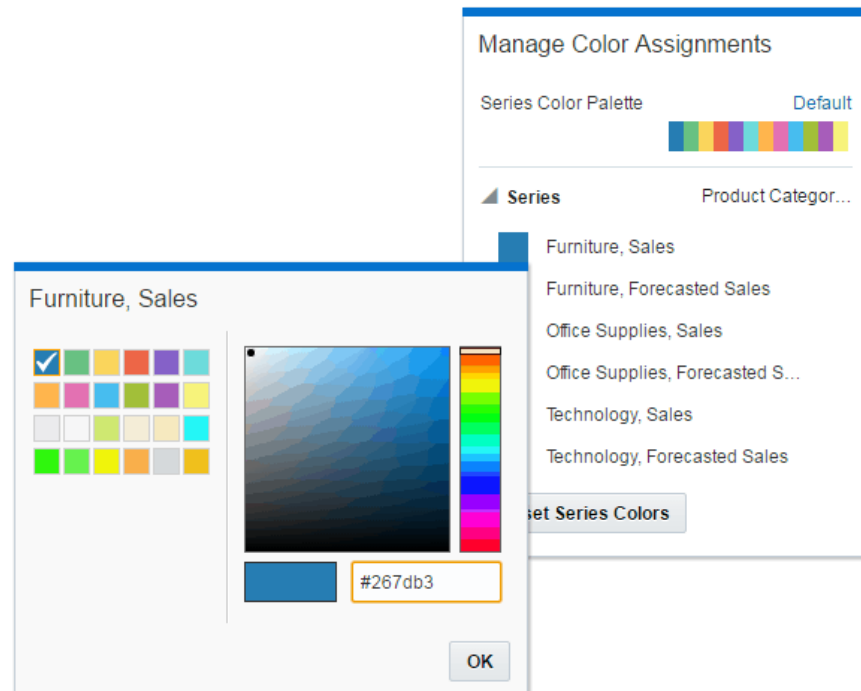 Manage Color Assignments
Series Color Palette Default
Series Product Categor...
Furniture, Sales
Furniture, Forecasted Sales
Office Supplies, Sales
Office Supplies, Forecasted S...
Technology, Sales
Technology, Forecasted Sales
set Series Colors
Furniture, Sales
#267db3
OK